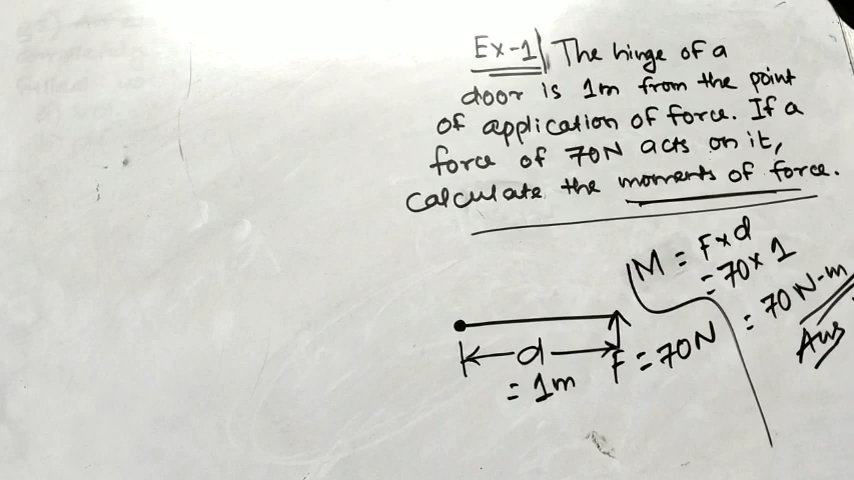 Ex-1 The hinge of a
door is 1m from the point
of application of force. If a
force of 70N acts on it,
calculate the moments of force.
M = F×d
= 70×1
= 70 N-m
Ans
F = 70N
d
= 1m